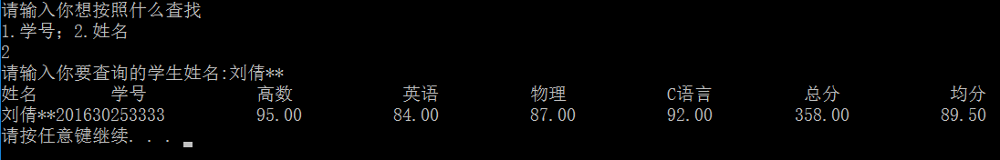 请输入你想按照什么查找
1.学号；2.姓名
2
请输入你要查询的学生姓名:刘倩**
姓名 学号 高数 英语 物理 C语言 总分 均分
刘倩**201630253333 95.00 84.00 87.00 92.00 358.00 89.50
请按任意键继续. . .